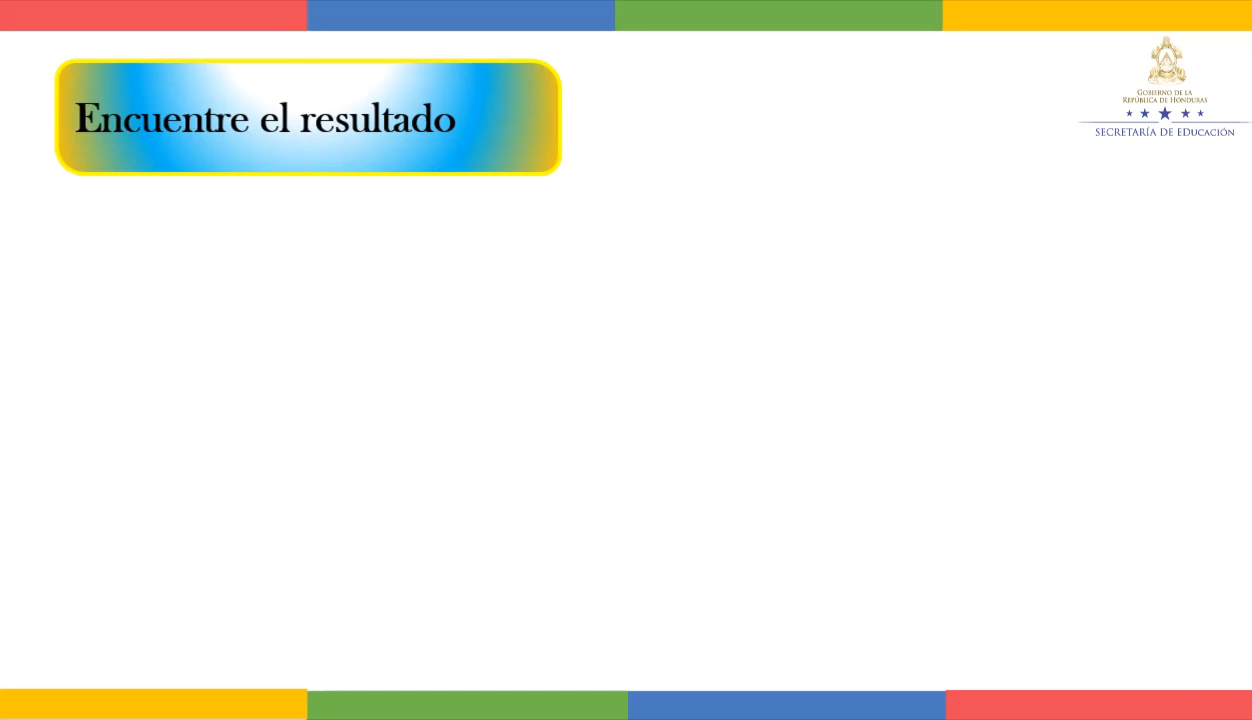 Encuentre el resultado
GOBIERNO DE LA
REPÚBLICA DE HONDURAS
SECRETARÍA DE EDUCACIÓN